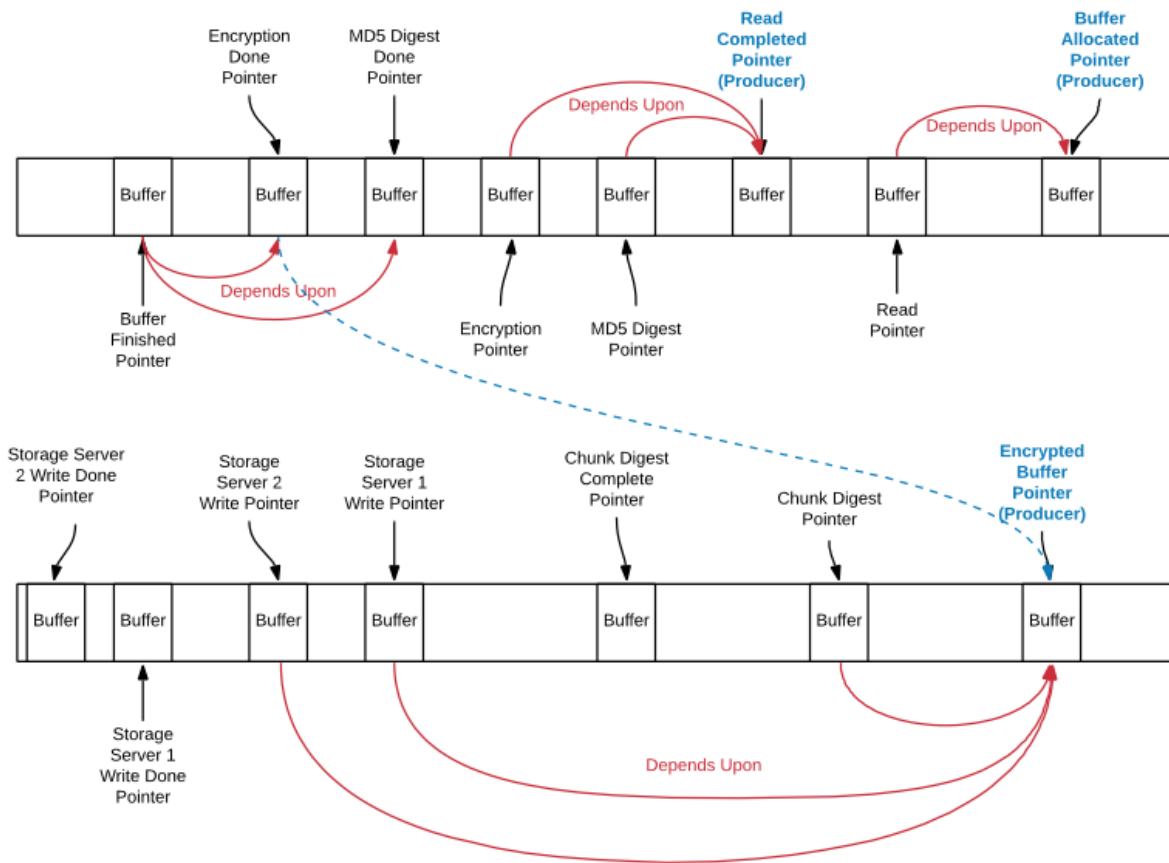 Encryption
Done
Pointer
MD5 Digest
Done
Pointer
Read
Completed
Pointer
(Producer)
Buffer
Allocated
Pointer
(Producer)
Depends Upon
Depends Upon
Buffer
Buffer
Buffer
Buffer
Buffer
Buffer
Buffer
Buffer
Depends Upon
Buffer
Finished
Pointer
Encryption
Pointer
MD5 Digest
Pointer
Read
Pointer
Storage Server
2 Write Done
Pointer
Storage
Server 2
Write Pointer
Storage
Server 1
Write Pointer
Chunk Digest
Complete
Pointer
Chunk Digest
Pointer
Encrypted
Buffer
Pointer
(Producer)
Buffer
Buffer
Buffer
Buffer
Buffer
Buffer
Buffer
Storage
Server 1
Write Done
Pointer
Depends Upon